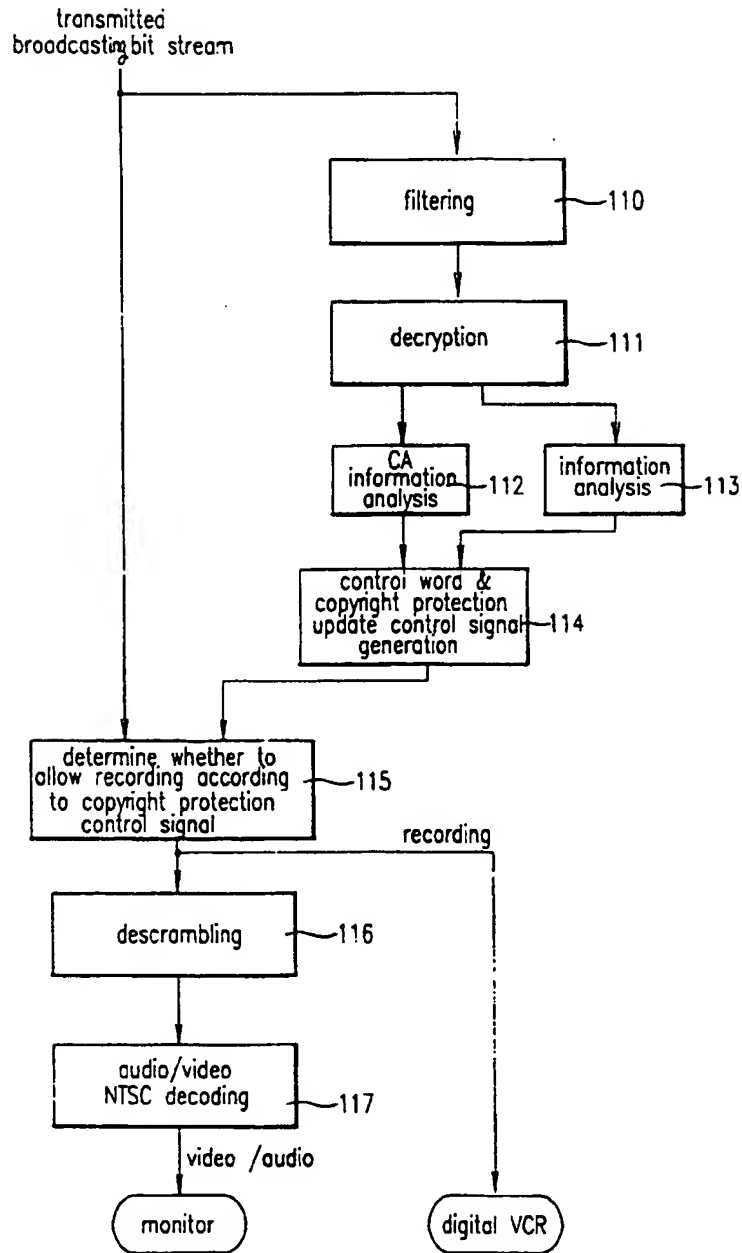 transmitted
broadcasting bit stream
filtering
110
decryption
111
CA
information
analysis
112
information
analysis
113
control word &
copyright protection
update control signal
generation
114
determine whether to
allow recording according
to copyright protection
control signal
115
recording
descrambling
116
audio/video
NTSC decoding
117
video /audio
monitor
digital VCR